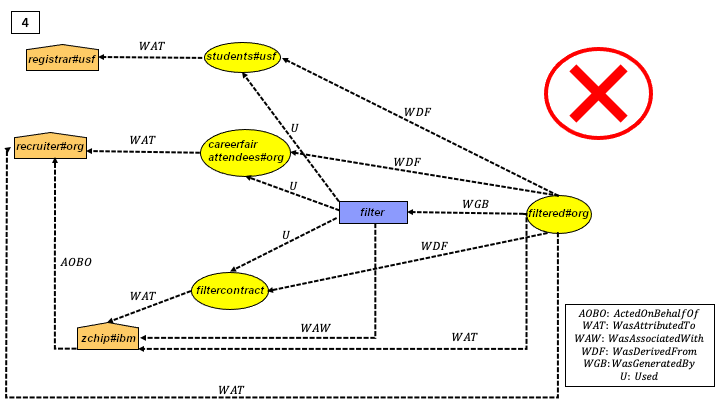 4
registrar#usf
WAT
students#usf
WDF
U
recruiter#org
WAT
careerfair
attendees#org
WDF
U
filter
WGB
filtered#org
U
WDF
AOBO
filtercontract
WAT
zchip#ibm
WAW
WAT
WAT
AOBO: ActedOnBehalfOf
WAT: WasAttributedTo
WAW: WasAssociatedWith
WDF: WasDerivedFrom
WGB: WasGeneratedBy
U: Used